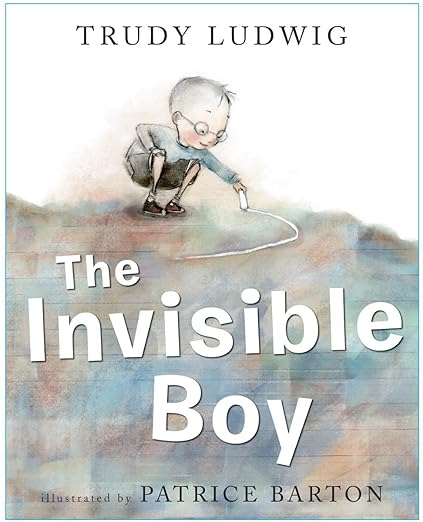 TRUDY LUDWIG
The
Invisible
Boy
illustrated by PATRICE BARTON